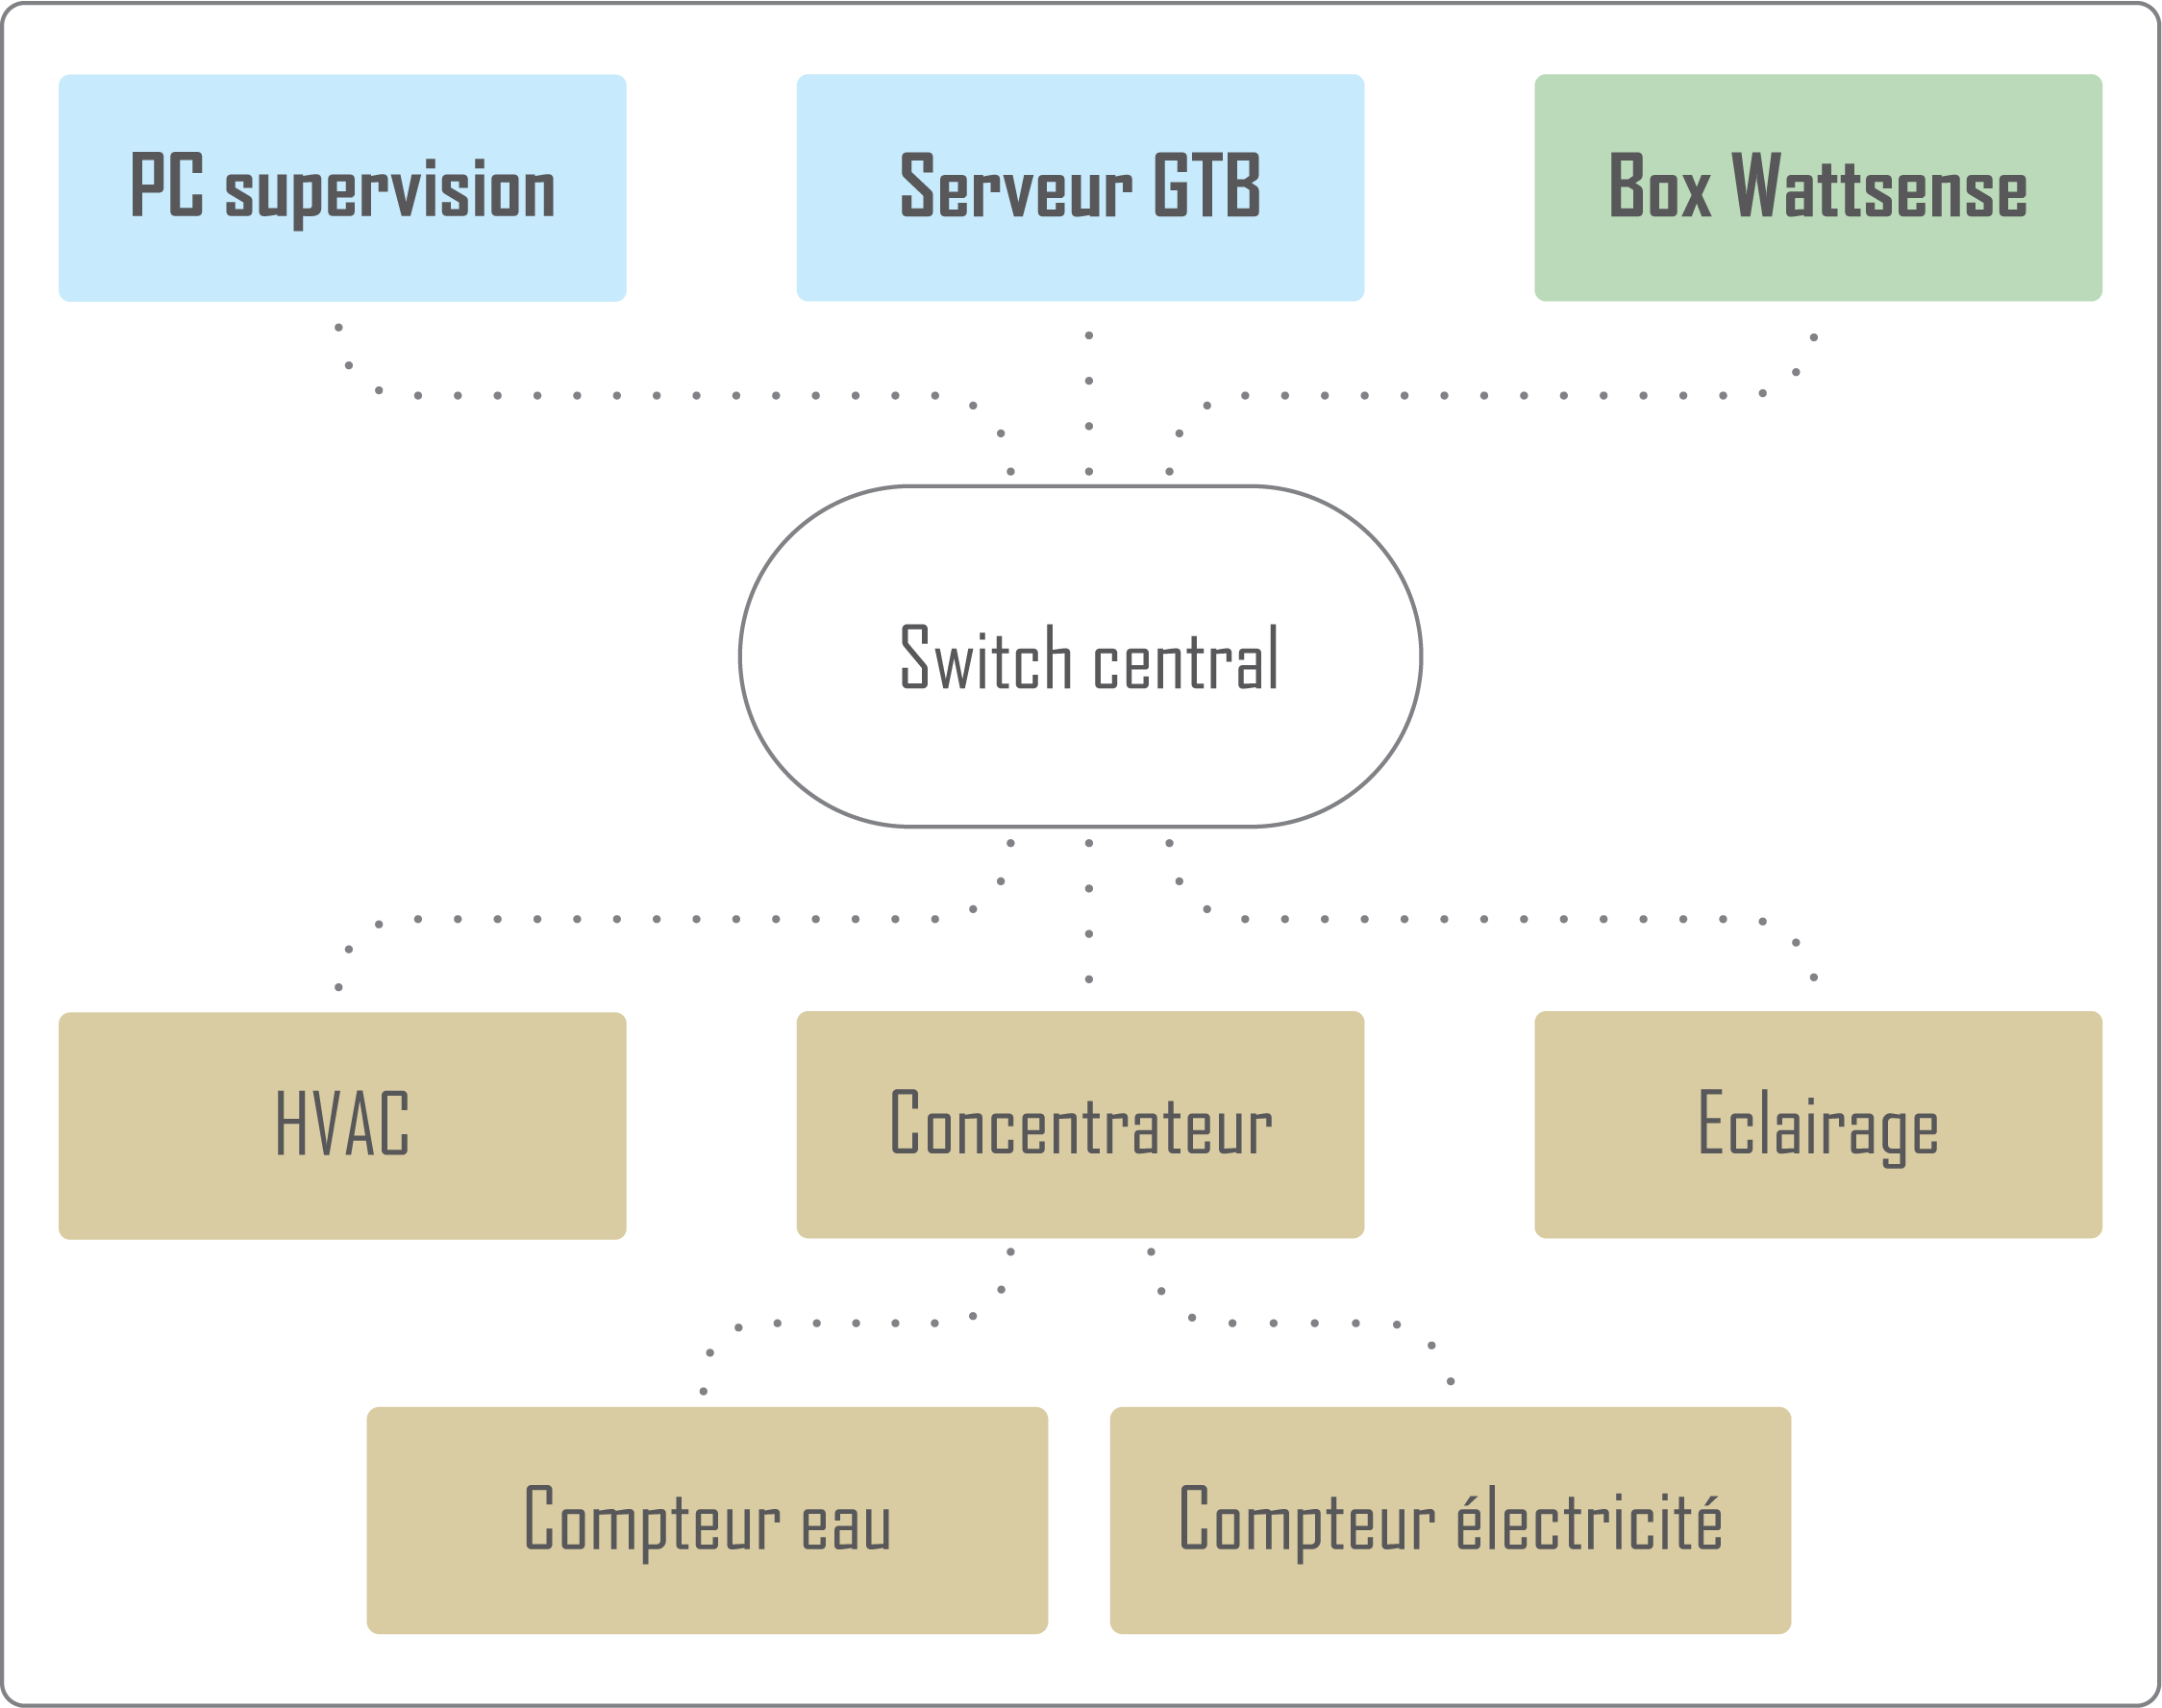 PC supervision
Serveur GTB
Box Wattsense
Switch central
HVAC
Concentrateur
Eclairage
Compteur eau
Compteur électricité